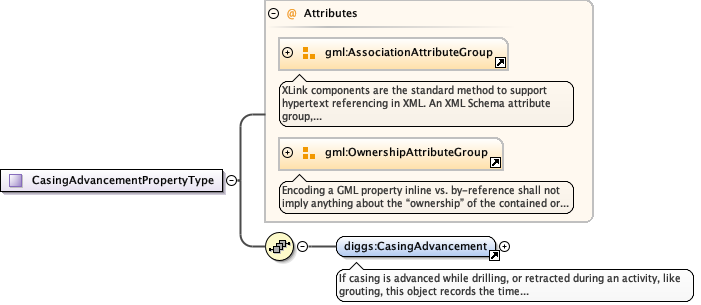 @ Attributes
gml:AssociationAttributeGroup
XLink components are the standard method to support
hypertext referencing in XML. An XML Schema attribute
group,...
gml:OwnershipAttributeGroup
Encoding a GML property inline vs. by-reference shall not
imply anything about the “ownership” of the contained or...
CasingAdvancementPropertyType
diggs:CasingAdvancement
If casing is advanced while drilling, or retracted during an activity, like
grouting, this object records the time...